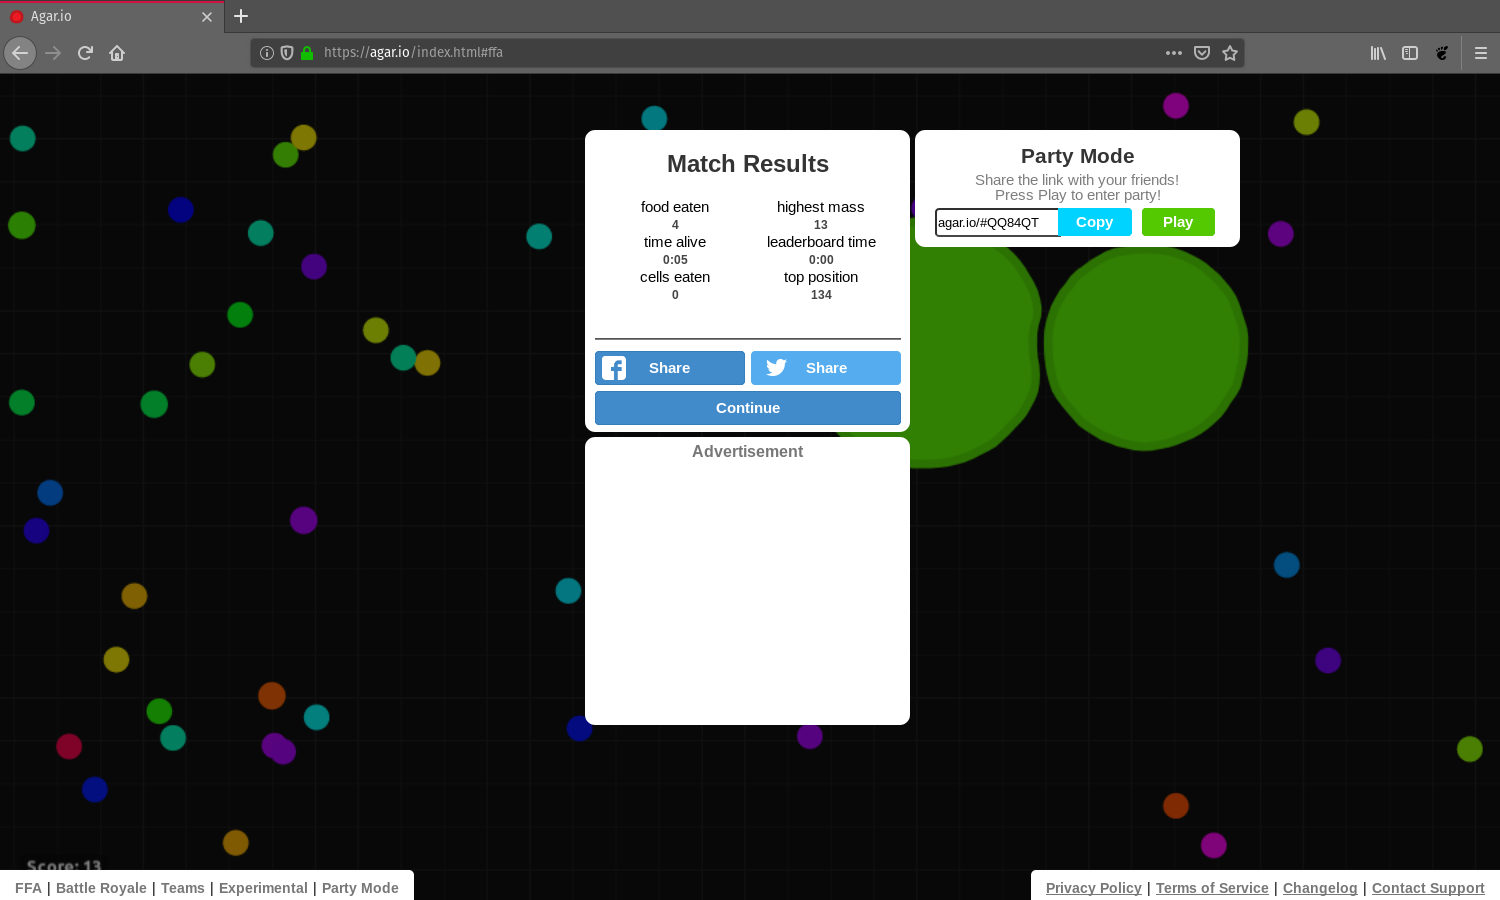 Agar.io
https://agar.io/index.html#ffa
Match Results
food eaten
4
highest mass
13
time alive
0:05
leaderboard time
0:00
cells eaten
0
top position
134
Share
Share
Continue
Advertisement
Party Mode
Share the link with your friends!
Press Play to enter party!
agar.io/#QQ84QT
Copy
Play
Score: 13
FFA | Battle Royale | Teams | Experimental | Party Mode
Privacy Policy | Terms of Service | Changelog | Contact Support